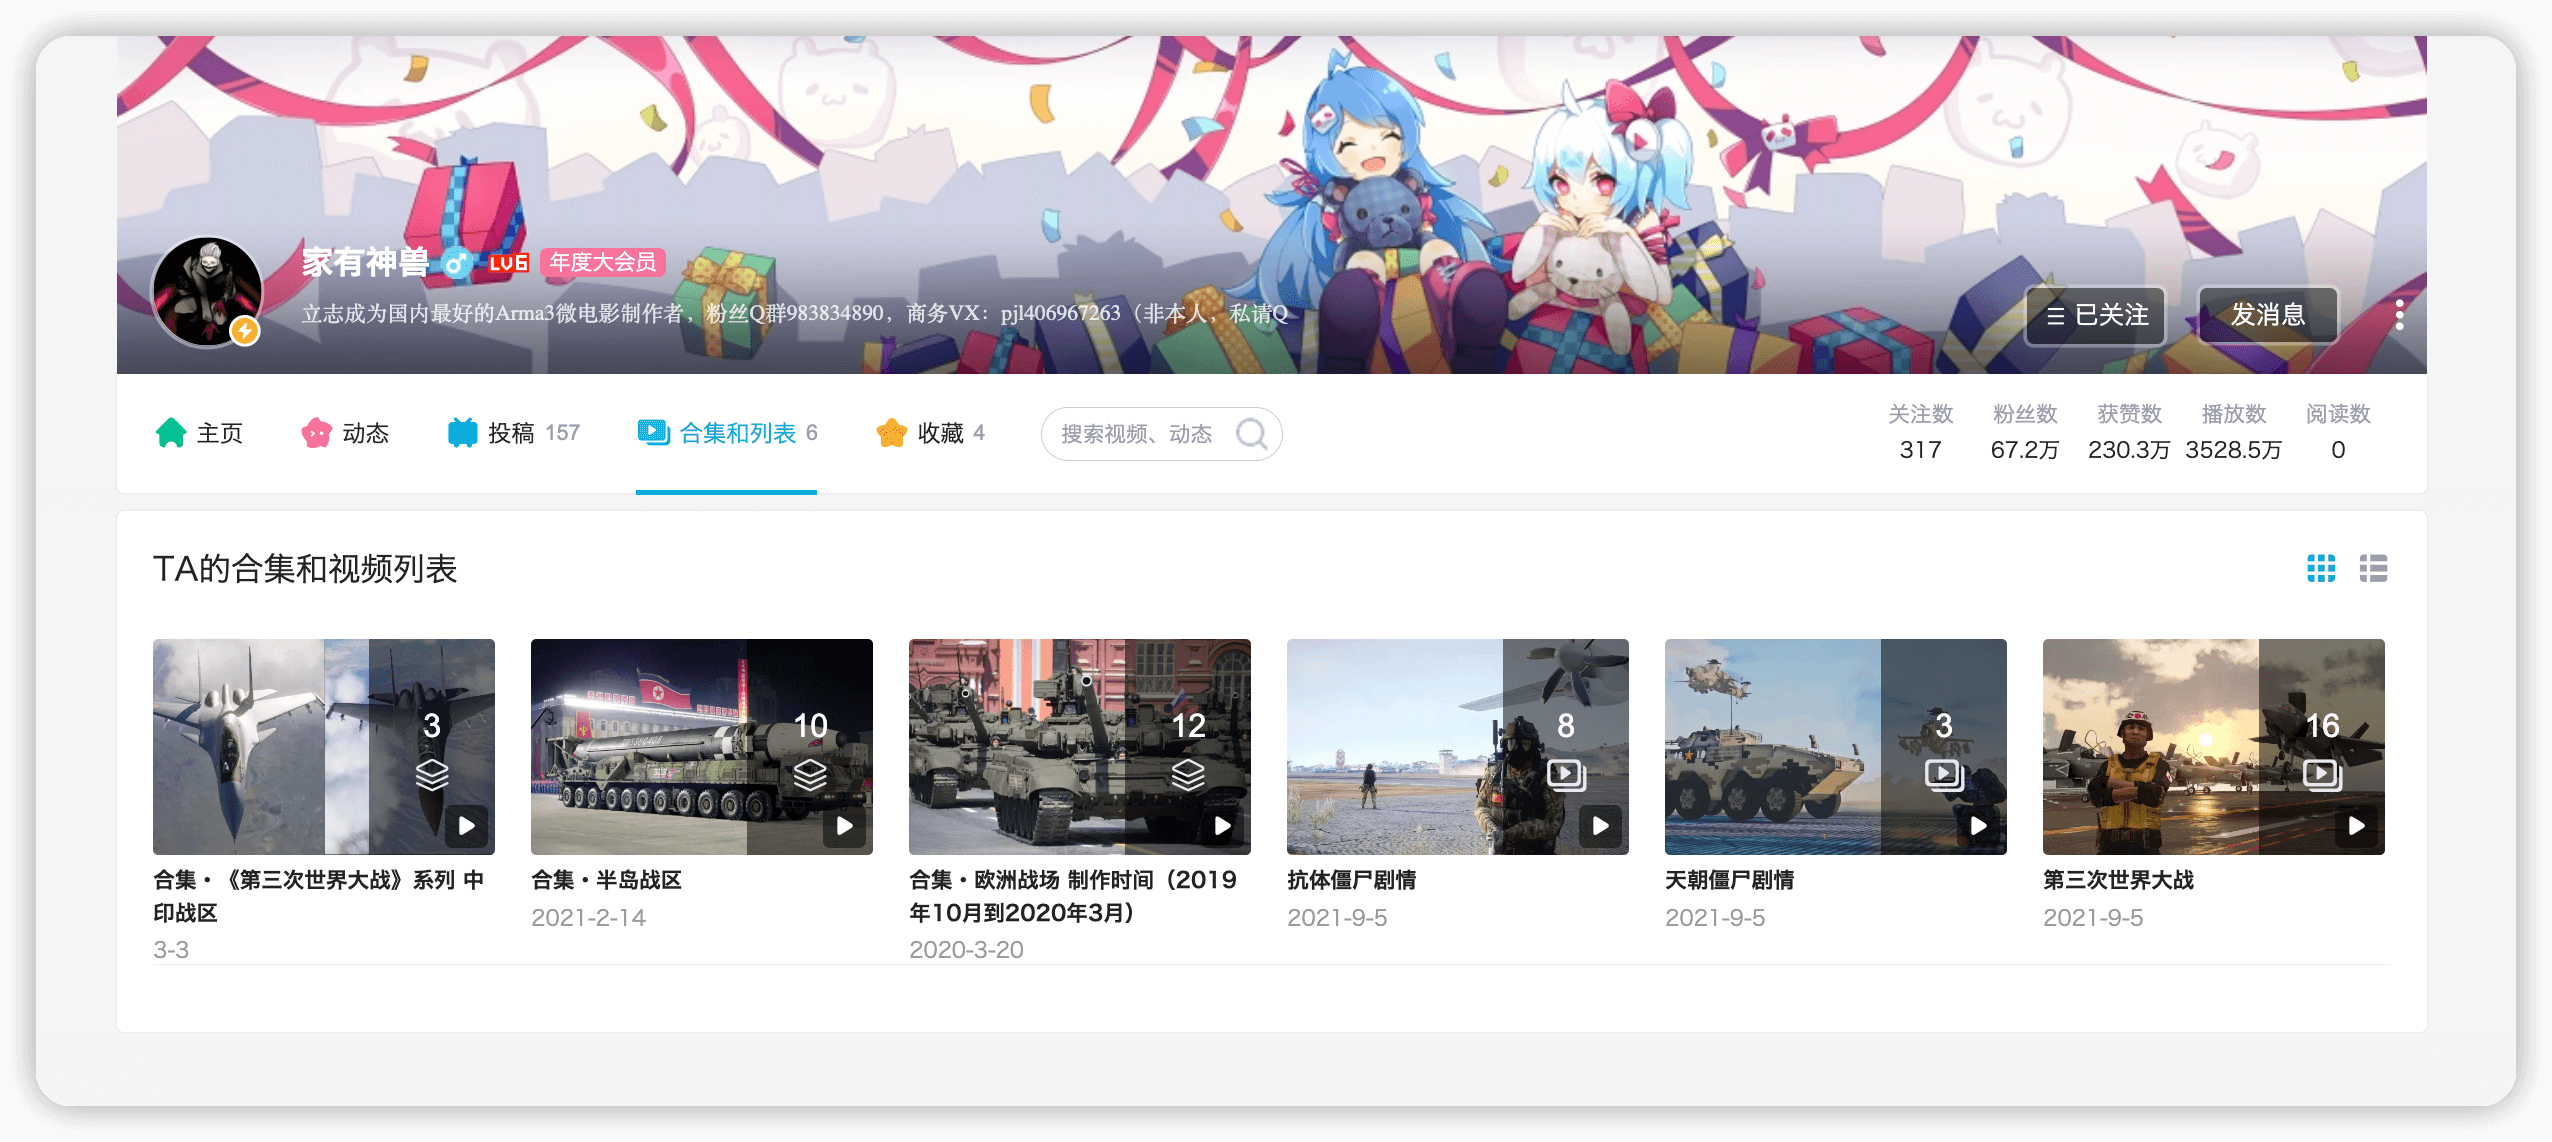 家有神兽 LV6 年度大会员
立志成为国内最好的Arma3微电影制作者，粉丝Q群983834890，商务VX：pjl406967263（非本人，私请Q
已关注 发消息
主页 动态 投稿 157 合集和列表 6 收藏 4 搜索视频、动态
关注数 粉丝数 获赞数 播放数 阅读数
317 67.2万 230.3万 3528.5万 0
TA的合集和视频列表
3 10 12 8 3 16
合集・《第三次世界大战》系列 中
印战区
3-3
合集・半岛战区
2021-2-14
合集・欧洲战场 制作时间（2019
年10月到2020年3月）
2020-3-20
抗体僵尸剧情
2021-9-5
天朝僵尸剧情
2021-9-5
第三次世界大战
2021-9-5